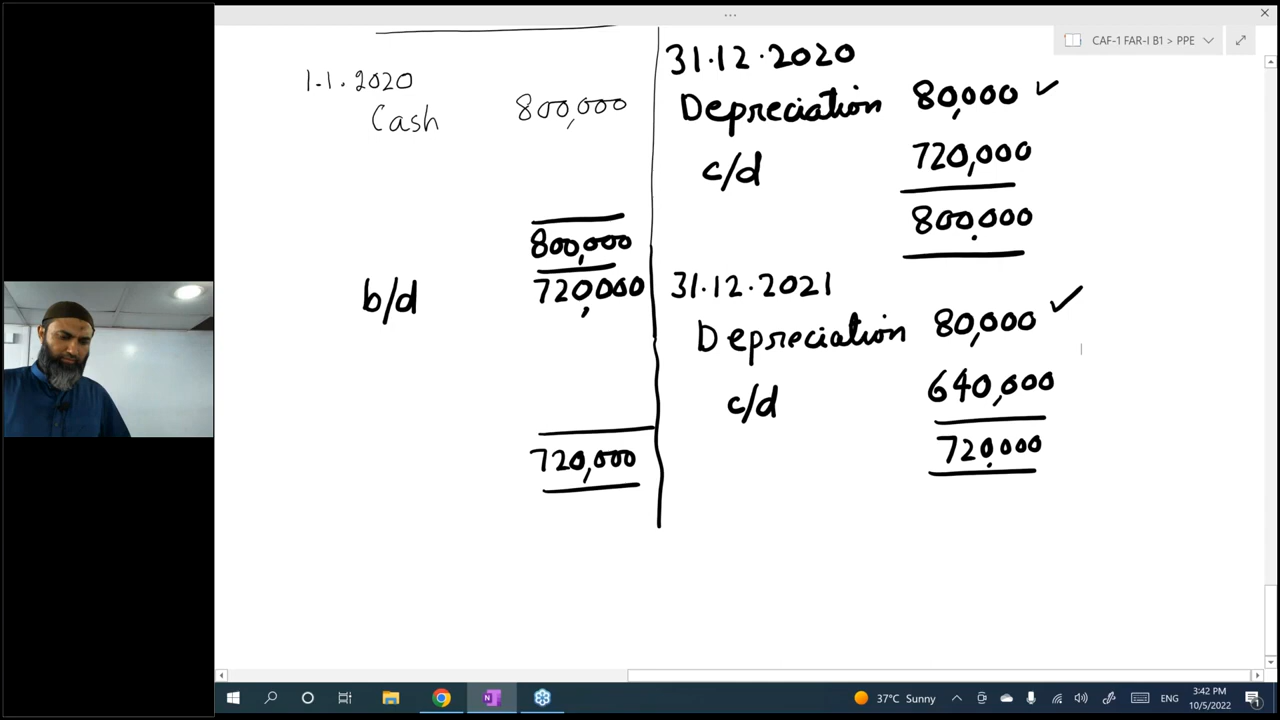 CAF-1 FAR-I B1 > PPE
1.1.2020
Cash 800,000
800,000
b/d 720,000
720,000
31.12.2020
Depreciation 80,000 ✓
c/d 720,000
800,000
31.12.2021
Depreciation 80,000 ✓
c/d 640,000
720,000
37°C Sunny
ENG
3:42 PM
10/5/2022
1